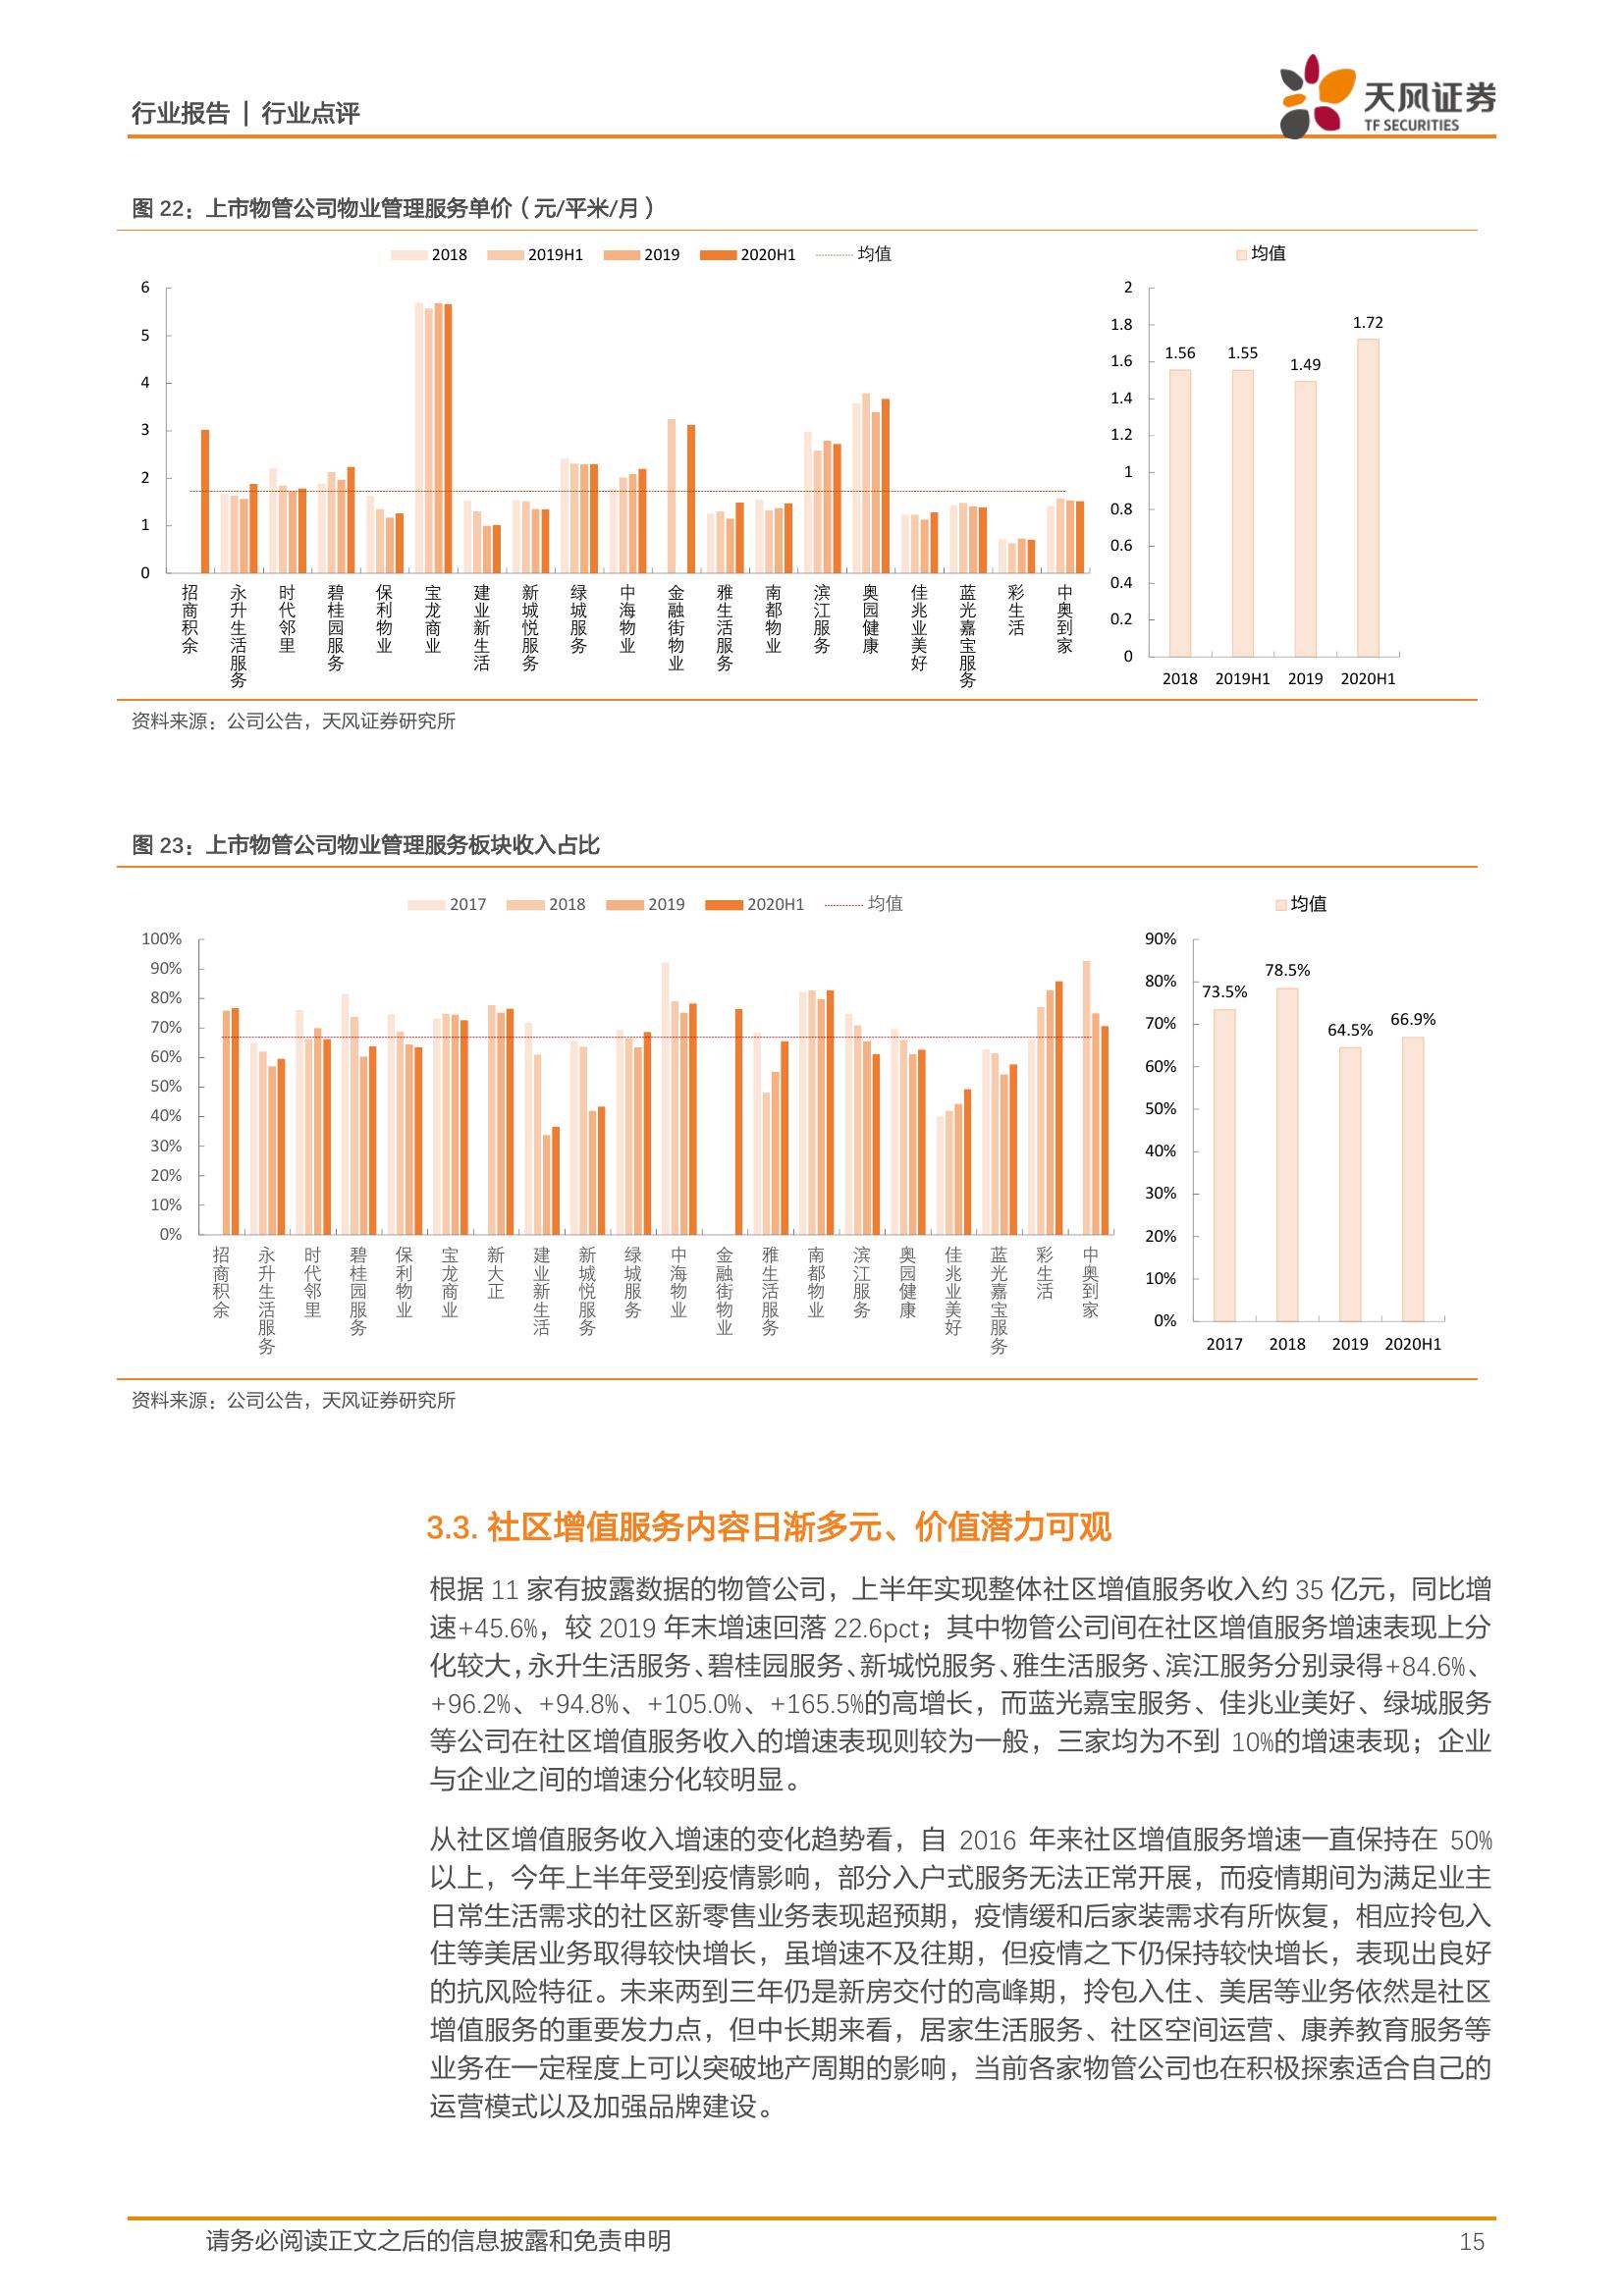 行业报告 | 行业点评
天风证券
TF SECURITIES
图 22：上市物管公司物业管理服务单价（元/平米/月）
2018 2019H1 2019 2020H1 均值
6
5
4
3
2
1
0
招商积余
永升生活服务
时代邻里
碧桂园服务
保利物业
宝龙商业
建业新生活
新城悦服务
绿城服务
中海物业
金融街物业
雅生活服务
南都物业
滨江服务
奥园健康
佳兆业美好
蓝光嘉宝服务
彩生活
中奥到家
均值
2
1.8
1.6
1.4
1.2
1
0.8
0.6
0.4
0.2
0
1.56
1.55
1.49
1.72
2018 2019H1 2019 2020H1
资料来源：公司公告，天风证券研究所
图 23：上市物管公司物业管理服务板块收入占比
2017 2018 2019 2020H1 均值
100%
90%
80%
70%
60%
50%
40%
30%
20%
10%
0%
招商积余
永升生活服务
时代邻里
碧桂园服务
保利物业
宝龙商业
新大正
建业新生活
新城悦服务
绿城服务
中海物业
金融街物业
雅生活服务
南都物业
滨江服务
奥园健康
佳兆业美好
蓝光嘉宝服务
彩生活
中奥到家
均值
90%
80%
70%
60%
50%
40%
30%
20%
10%
0%
73.5%
78.5%
64.5%
66.9%
2017 2018 2019 2020H1
资料来源：公司公告，天风证券研究所
3.3. 社区增值服务内容日渐多元、价值潜力可观
根据 11 家有披露数据的物管公司，上半年实现整体社区增值服务收入约 35 亿元，同比增
速+45.6%，较 2019 年末增速回落 22.6pct；其中物管公司间在社区增值服务增速表现上分
化较大，永升生活服务、碧桂园服务、新城悦服务、雅生活服务、滨江服务分别录得+84.6%、
+96.2%、+94.8%、+105.0%、+165.5%的高增长，而蓝光嘉宝服务、佳兆业美好、绿城服务
等公司在社区增值服务收入的增速表现则较为一般，三家均为不到 10%的增速表现；企业
与企业之间的增速分化较明显。
从社区增值服务收入增速的变化趋势看，自 2016 年来社区增值服务增速一直保持在 50%
以上，今年上半年受到疫情影响，部分入户式服务无法正常开展，而疫情期间为满足业主
日常生活需求的社区新零售业务表现超预期，疫情缓和后家装需求有所恢复，相应拎包入
住等美居业务取得较快增长，虽增速不及往期，但疫情之下仍保持较快增长，表现出良好
的抗风险特征。未来两到三年仍是新房交付的高峰期，拎包入住、美居等业务依然是社区
增值服务的重要发力点，但中长期来看，居家生活服务、社区空间运营、康养教育服务等
业务在一定程度上可以突破地产周期的影响，当前各家物管公司也在积极探索适合自己的
运营模式以及加强品牌建设。
请务必阅读正文之后的信息披露和免责申明 15